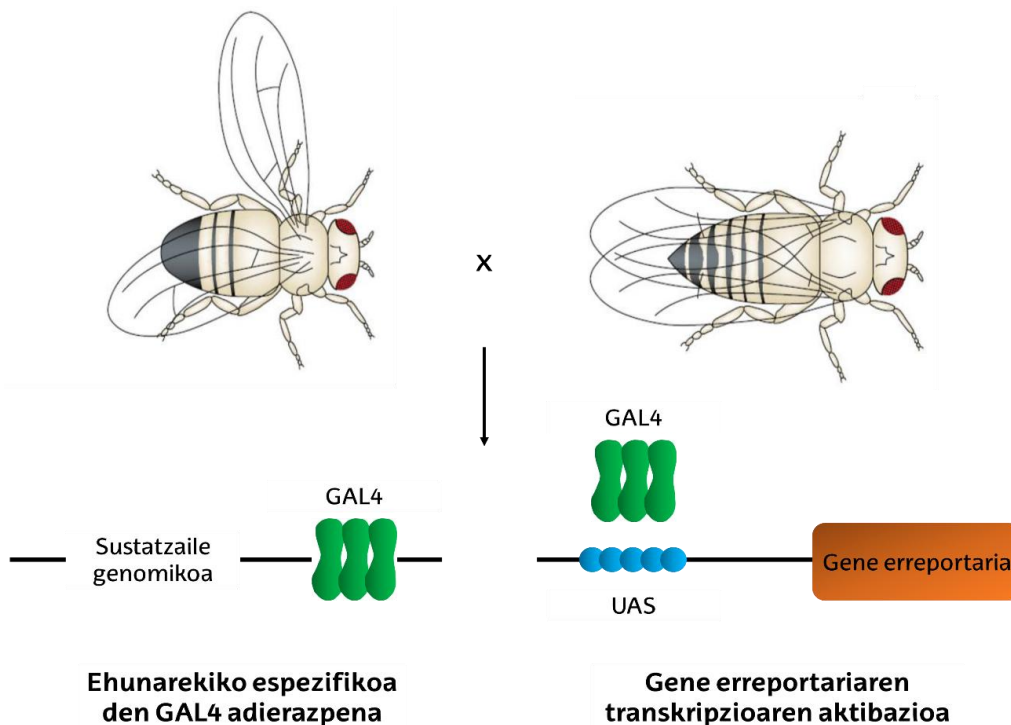 x
GAL4
GAL4
Sustatzaile
genomikoa
Gene erreportaria
UAS
Ehunarekiko espezifikoa
den GAL4 adierazpena
Gene erreportariaren
transkripzioaren aktibazioa